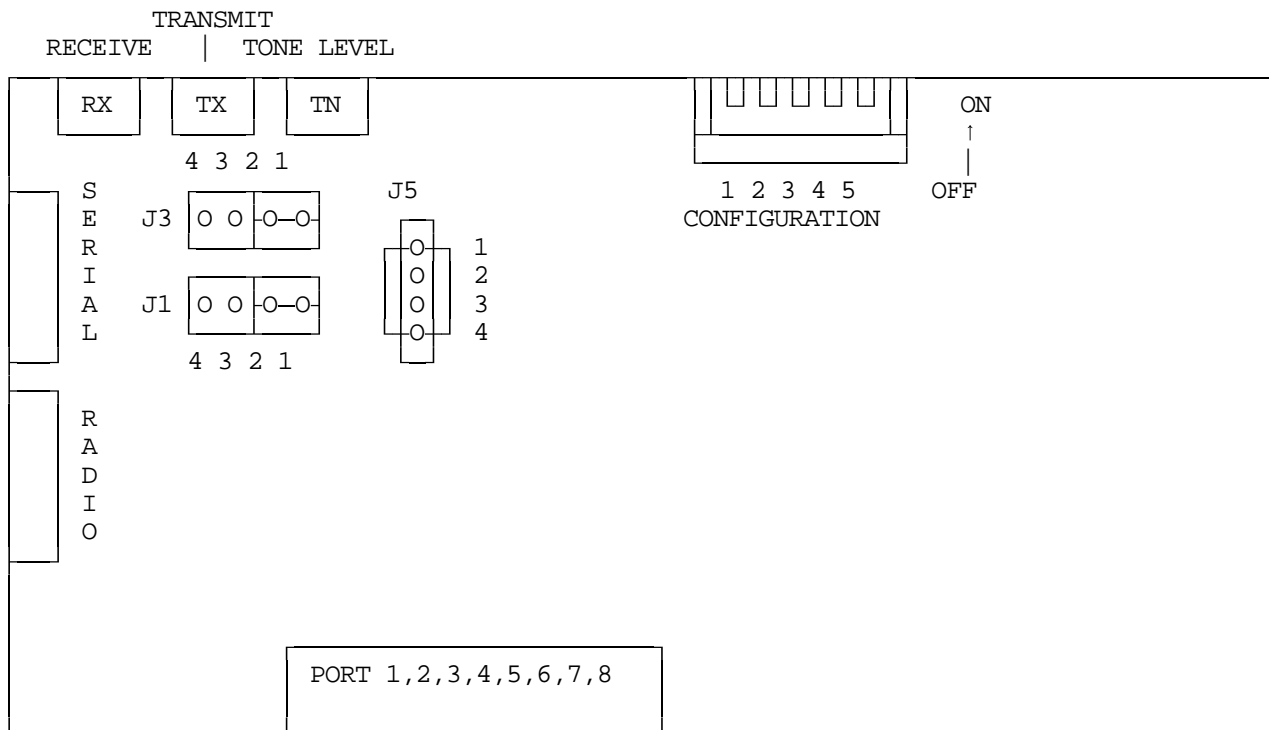 TRANSMIT
RECEIVE | TONE LEVEL
RX TX TN ON
↑
4 3 2 1 |
S J5 1 2 3 4 5 OFF
E J3 O O O O CONFIGURATION
R O 1
I O 2
A J1 O O O O O 3
L O 4
4 3 2 1
R
A
D
I
O
PORT 1,2,3,4,5,6,7,8